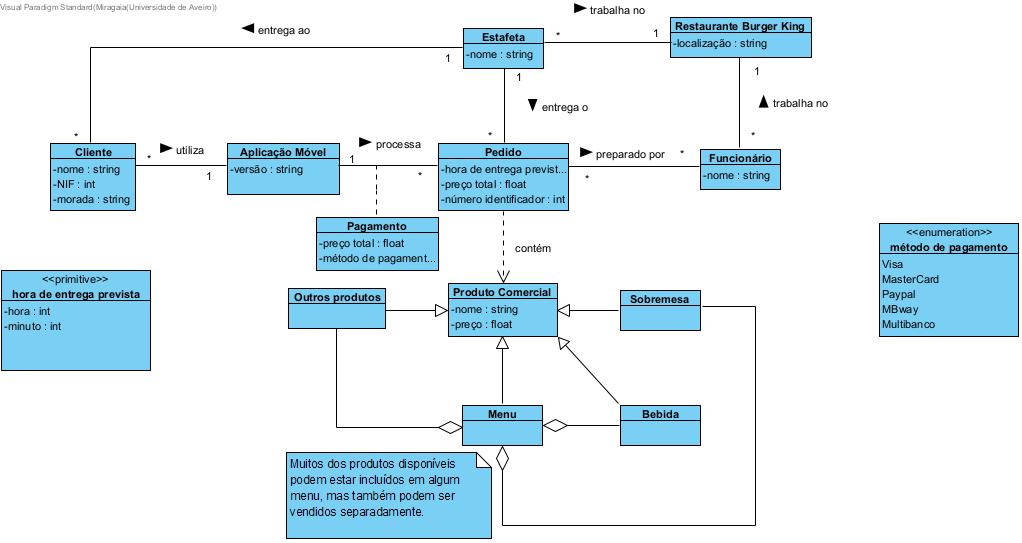 Visual Paradigm Standard(Miragaia(Universidade de Aveiro))
entrega ao
trabalha no
Estafeta
-nome : string
*
1
Restaurante Burger King
-localização : string
1
1
1
entrega o
trabalha no
*
*
*
Cliente
-nome : string
-NIF : int
-morada : string
*
utiliza
1
Aplicação Móvel
-versão : string
processa
1
*
Pedido
-hora de entrega previst...
-preço total : float
-número identificador : int
preparado por
*
*
Funcionário
-nome : string
Pagamento
-preço total : float
-método de pagament...
contém
<<enumeration>>
método de pagamento
Visa
MasterCard
Paypal
MBway
Multibanco
<<primitive>>
hora de entrega prevista
-hora : int
-minuto : int
Outros produtos
Produto Comercial
-nome : string
-preço : float
Sobremesa
Menu
Bebida
Muitos dos produtos disponíveis
podem estar incluídos em algum
menu, mas também podem ser
vendidos separadamente.